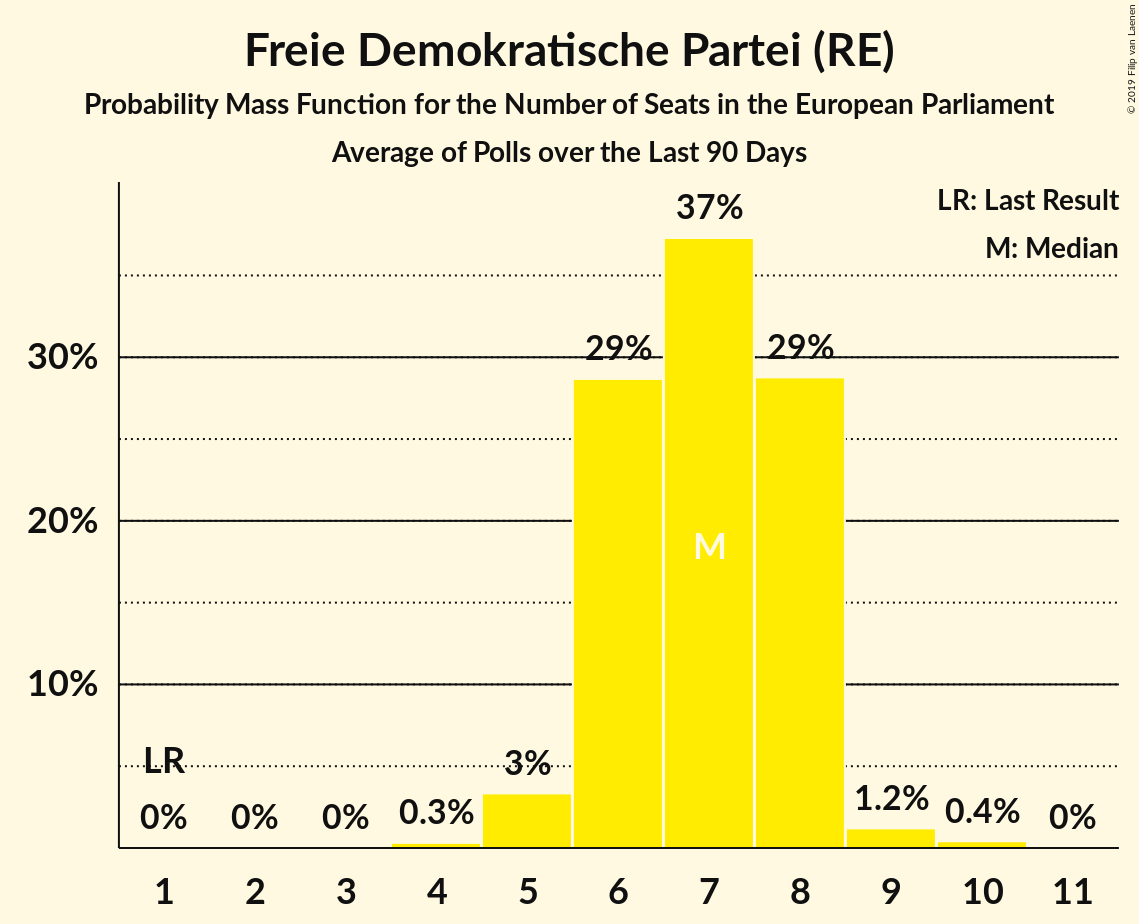 Freie Demokratische Partei (RE)
Probability Mass Function for the Number of Seats in the European Parliament
Average of Polls over the Last 90 Days
© 2019 Filip van Laenen
LR: Last Result
M: Median
37%
29%
29%
30%
20%
M
10%
LR
3%
0%
0%
0%
0.3%
1.2%
0.4%
0%
1 2 3 4 5 6 7 8 9 10 11